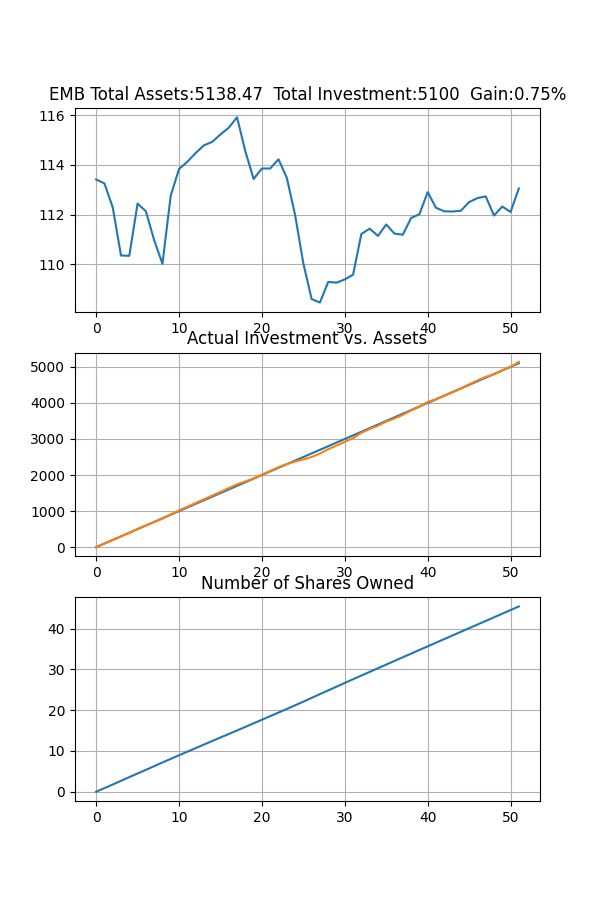 EMB Total Assets:5138.47  Total Investment:5100  Gain:0.75%
116
114
112
110
0 10 20 30 40 50
Actual Investment vs. Assets
5000
4000
3000
2000
1000
0
0 10 20 30 40 50
Number of Shares Owned
40
30
20
10
0
0 10 20 30 40 50